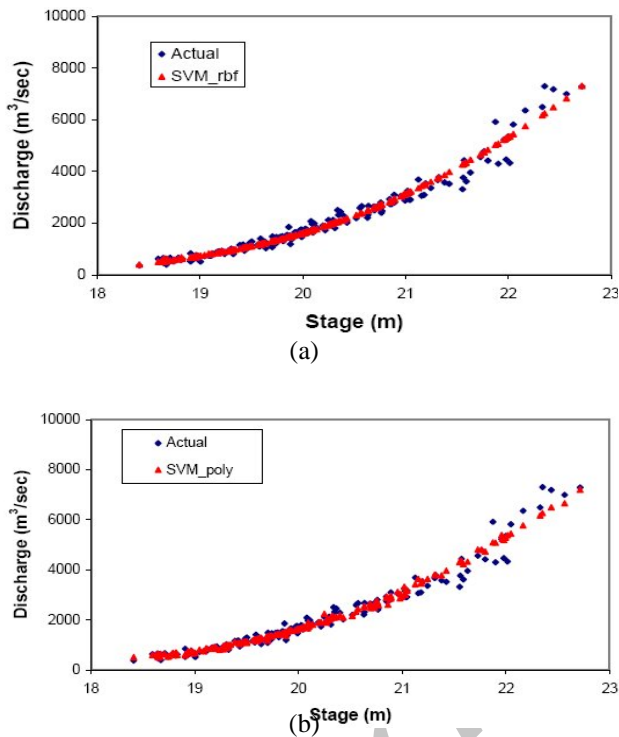 10000
8000
6000
4000
2000
0
Discharge (m³/sec)
Actual
SVM_rbf
18 19 20 21 22 23
Stage (m)
(a)
10000
8000
6000
4000
2000
0
Discharge (m³/sec)
Actual
SVM_poly
18 19 20 21 22 23
(b)
Stage (m)